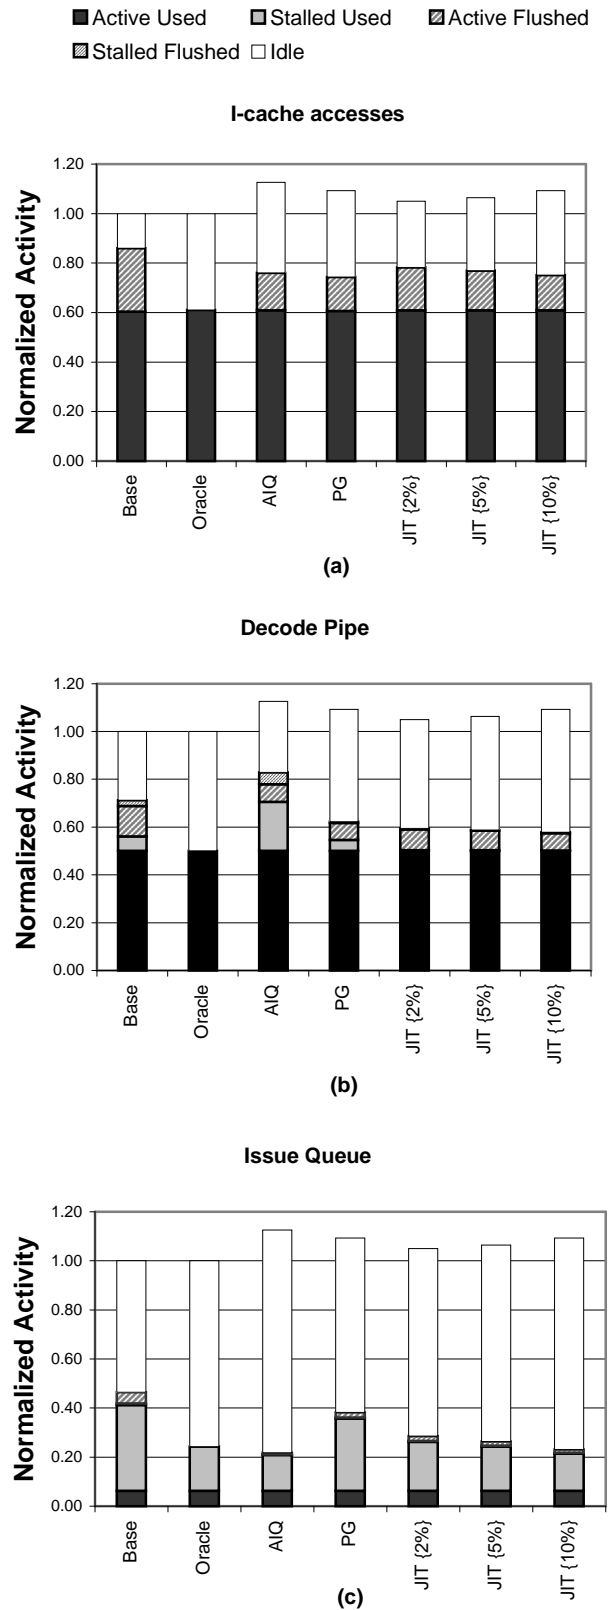 Active Used Stalled Used Active Flushed
Stalled Flushed Idle
I-cache accesses
Normalized Activity
1.20
1.00
0.80
0.60
0.40
0.20
0.00
Base Oracle AIQ PG JIT {2%} JIT {5%} JIT {10%}
(a)
Decode Pipe
Normalized Activity
1.20
1.00
0.80
0.60
0.40
0.20
0.00
Base Oracle AIQ PG JIT {2%} JIT {5%} JIT {10%}
(b)
Issue Queue
Normalized Activity
1.20
1.00
0.80
0.60
0.40
0.20
0.00
Base Oracle AIQ PG JIT {2%} JIT {5%} JIT {10%}
(c)